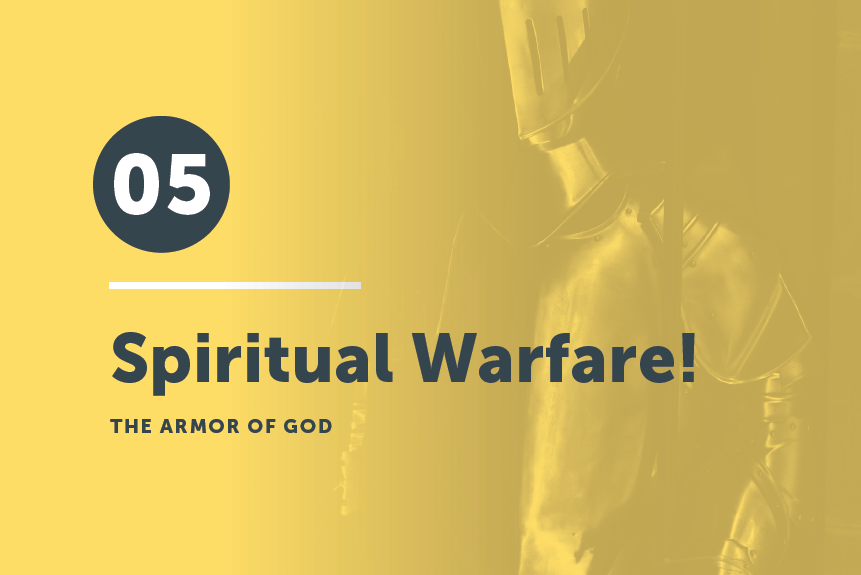 05
Spiritual Warfare!
THE ARMOR OF GOD